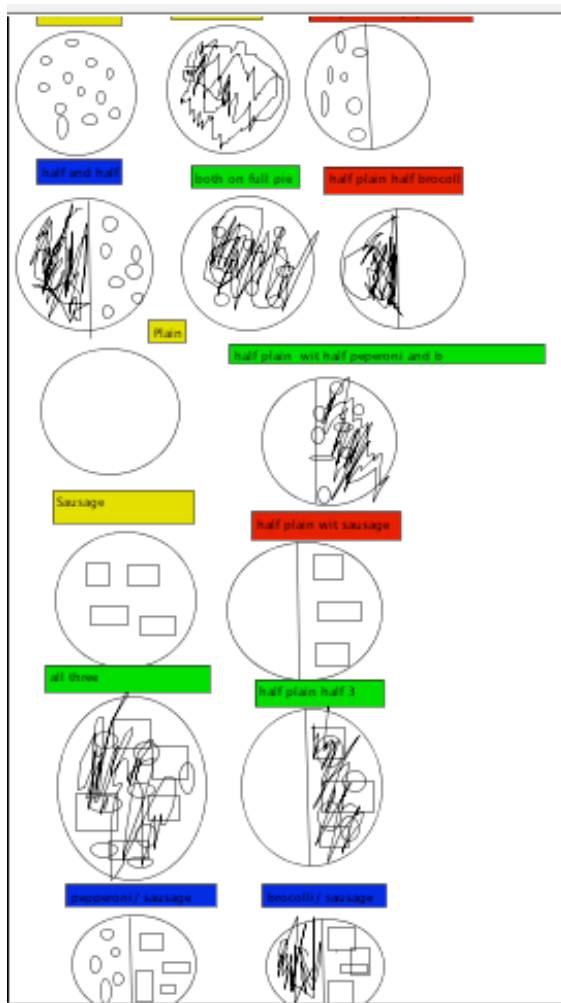 half and half
both on full pie
half plain half brocoll
Plain
half plain wit half peperoni and b
Sausage
half plain wit sausage
all three
half plain half 3
pepperoni/ sausage
brocolli/ sausage